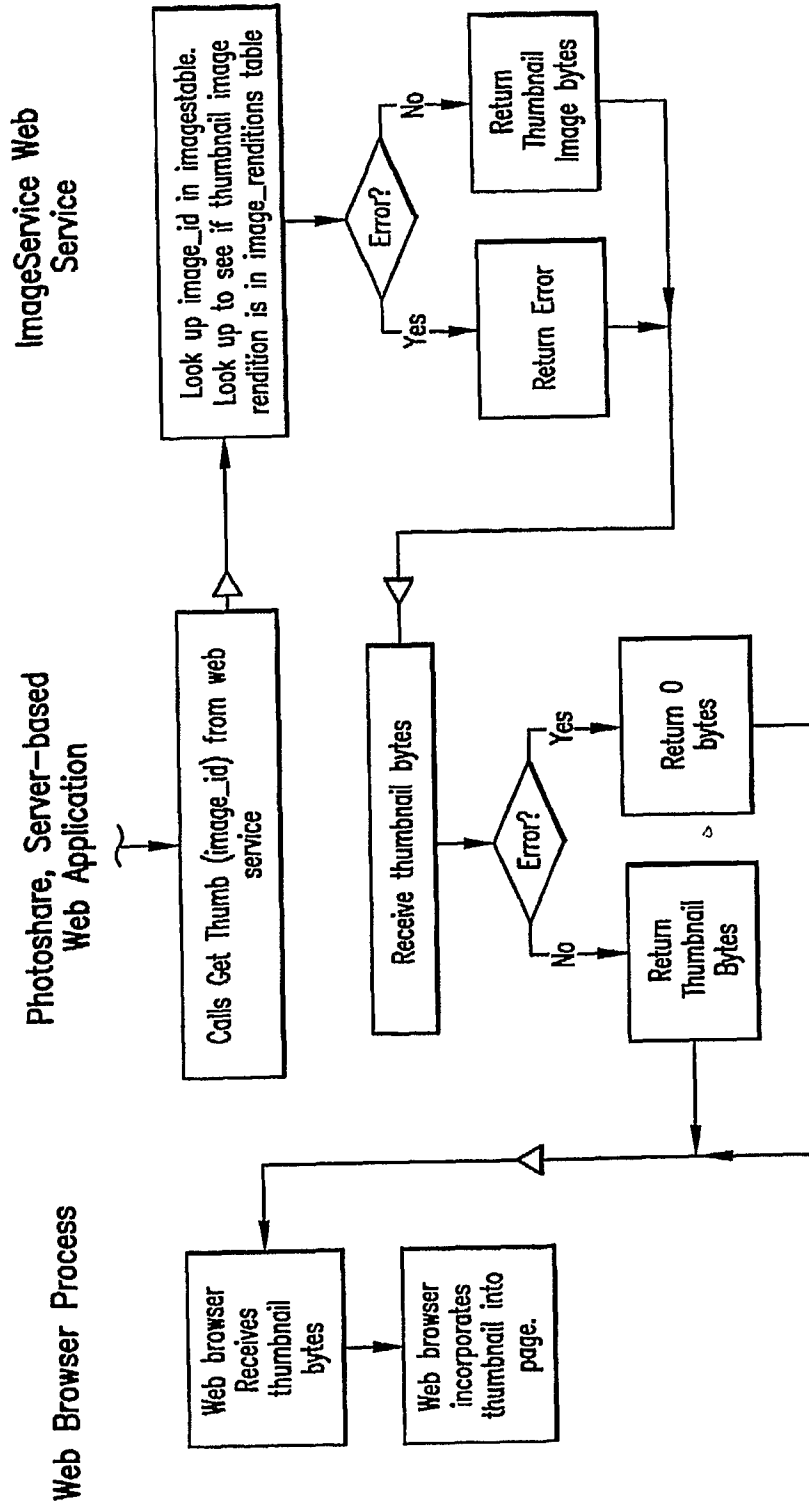 Web Browser Process
Photoshare, Server-based
Web Application
ImageService Web
Service
Calls Get Thumb (image_id) from web
service
Look up image_id in imagestable.
Look up to see if thumbnail image
rendition is in image_renditions table
Error?
Yes
No
Return Error
Return
Thumbnail
Image bytes
Receive thumbnail bytes
Error?
No
Yes
Return
Thumbnail
Bytes
Return 0
bytes
Web browser
Receives
thumbnail
bytes
Web browser
incorporates
thumbnail into
page.